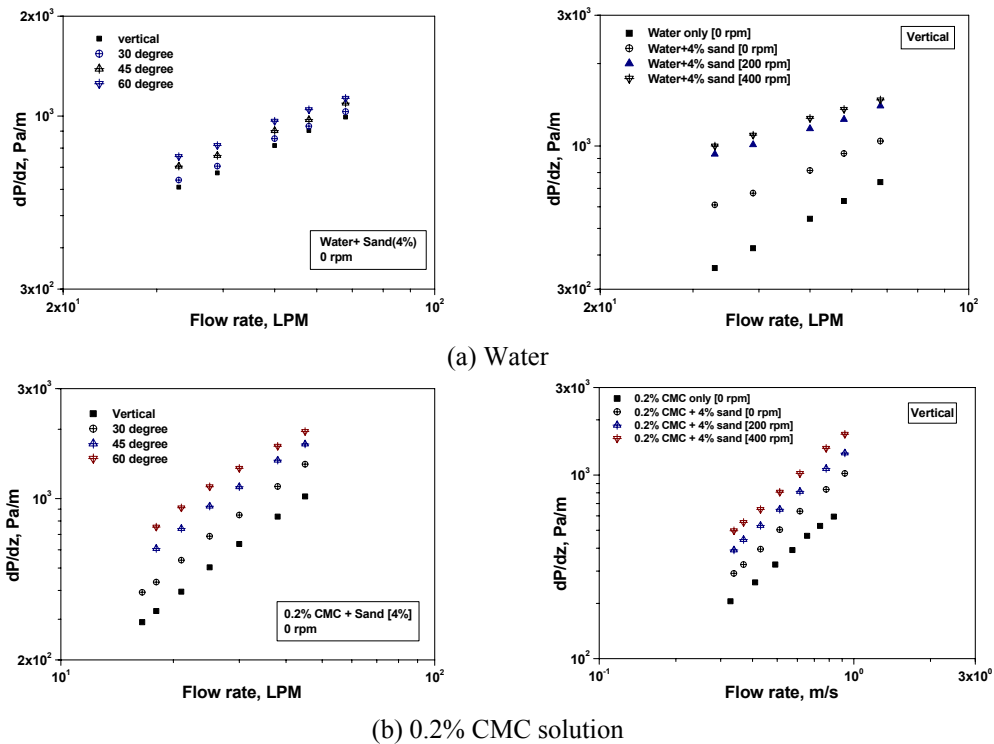 2x10³
vertical
30 degree
45 degree
60 degree
10³
dP/dz, Pa/m
Water+ Sand(4%)
0 rpm
3x10²
2x10¹
10²
Flow rate, LPM
3x10³
Water only [0 rpm]
Water+4% sand [0 rpm]
Water+4% sand [200 rpm]
Water+4% sand [400 rpm]
Vertical
10³
dP/dz, Pa/m
3x10²
2x10¹
10²
Flow rate, LPM
(a) Water
3x10³
Vertical
30 degree
45 degree
60 degree
10³
dP/dz, Pa/m
0.2% CMC + Sand [4%]
0 rpm
2x10²
10¹
10²
Flow rate, LPM
3x10³
0.2% CMC only [0 rpm]
0.2% CMC + 4% sand [0 rpm]
0.2% CMC + 4% sand [200 rpm]
0.2% CMC + 4% sand [400 rpm]
Vertical
10³
dP/dz, Pa/m
10²
10⁻¹
10⁰
3x10⁰
Flow rate, m/s
(b) 0.2% CMC solution